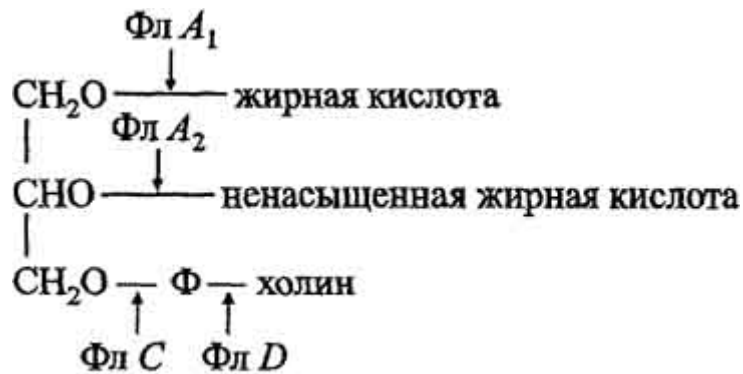 Фл A₁
CH₂O жирная кислота
Фл A₂
CHO ненасыщенная жирная кислота
CH₂O — Ф — холин
Фл C Фл D